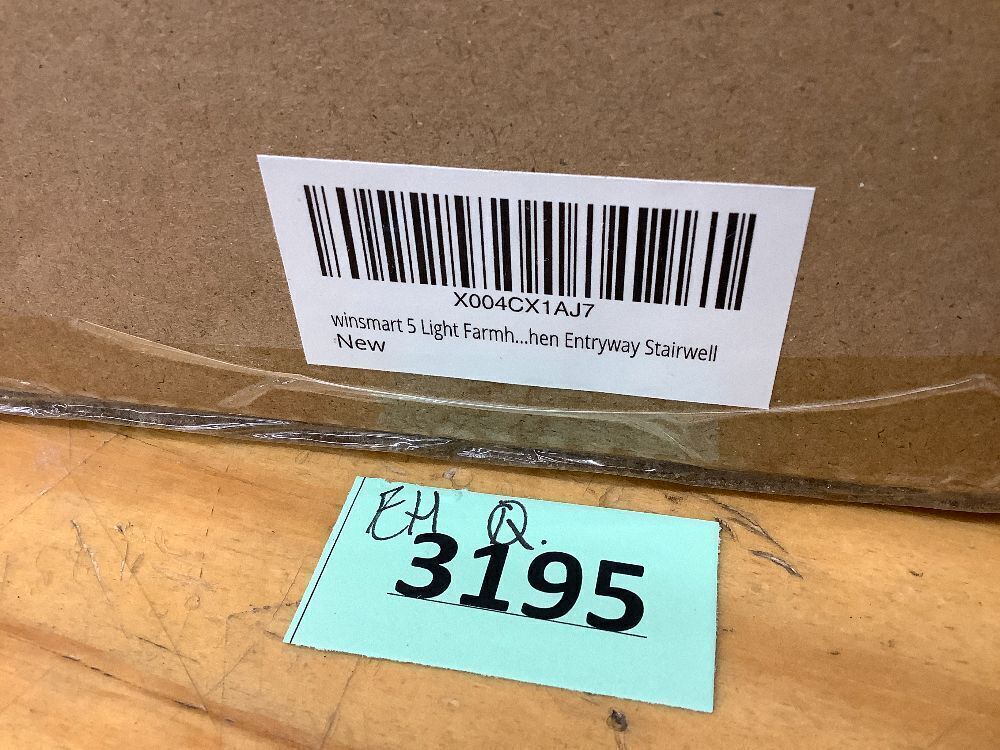 X004CX1AJ7
winsmart 5 Light Farmh...hen Entryway Stairwell
New
EH Q.
3195